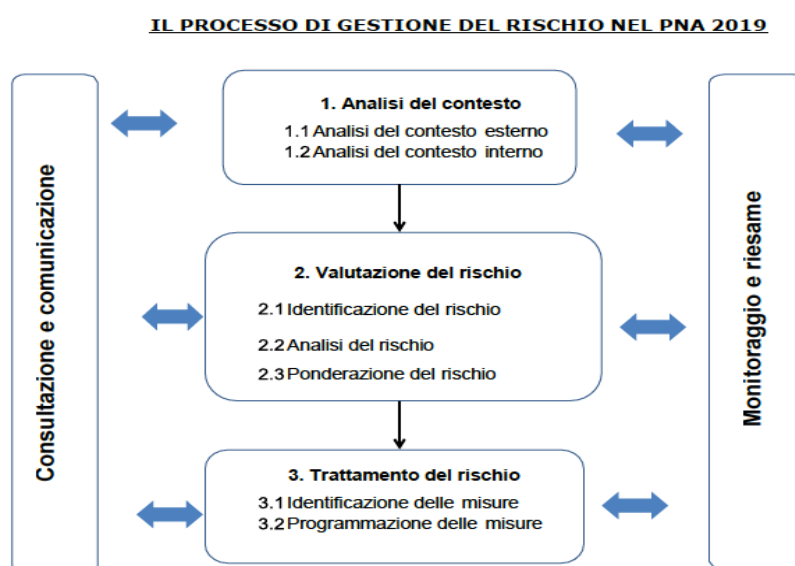 IL PROCESSO DI GESTIONE DEL RISCHIO NEL PNA 2019
Consultazione e comunicazione
1. Analisi del contesto
1.1 Analisi del contesto esterno
1.2 Analisi del contesto interno
2. Valutazione del rischio
2.1 Identificazione del rischio
2.2 Analisi del rischio
2.3 Ponderazione del rischio
3. Trattamento del rischio
3.1 Identificazione delle misure
3.2 Programmazione delle misure
Monitoraggio e riesame